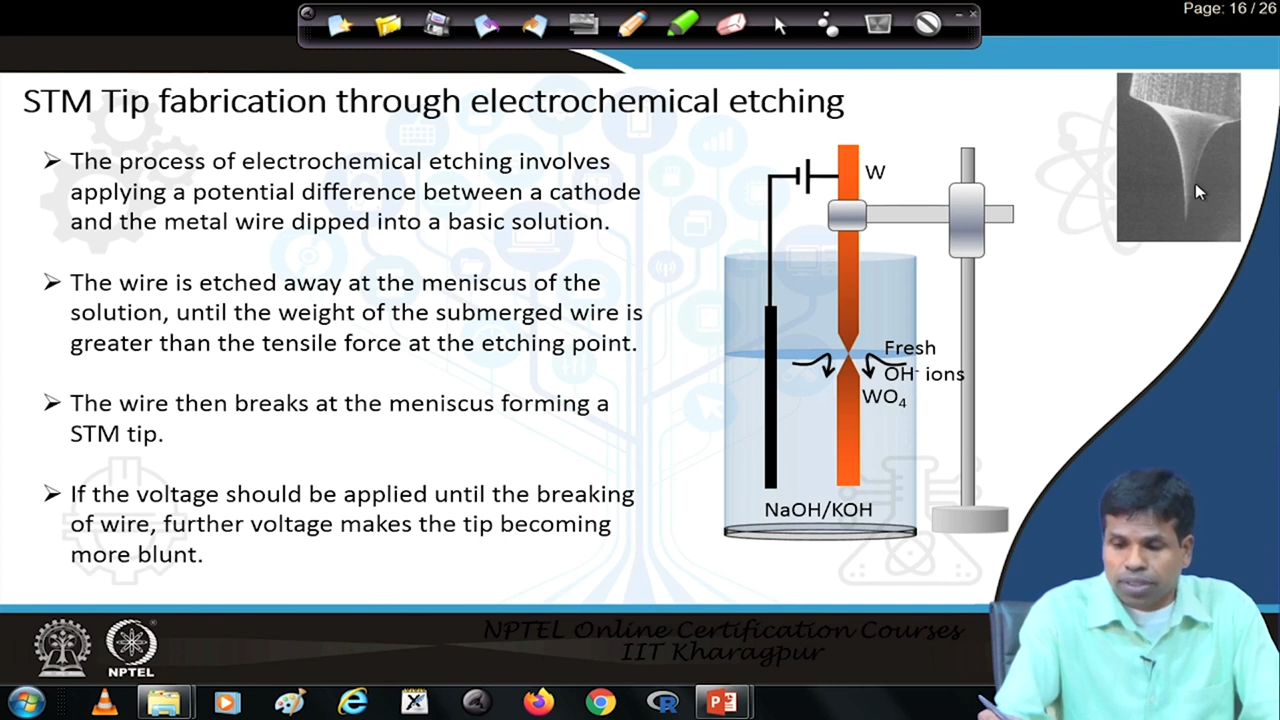 Page: 16 / 26
STM Tip fabrication through electrochemical etching
➢ The process of electrochemical etching involves
applying a potential difference between a cathode
and the metal wire dipped into a basic solution.
➢ The wire is etched away at the meniscus of the
solution, until the weight of the submerged wire is
greater than the tensile force at the etching point.
➢ The wire then breaks at the meniscus forming a
STM tip.
➢ If the voltage should be applied until the breaking
of wire, further voltage makes the tip becoming
more blunt.
W
Fresh
OH⁻ ions
WO₄
NaOH/KOH
NPTEL
NPTEL Online Certification Courses
IIT Kharagpur